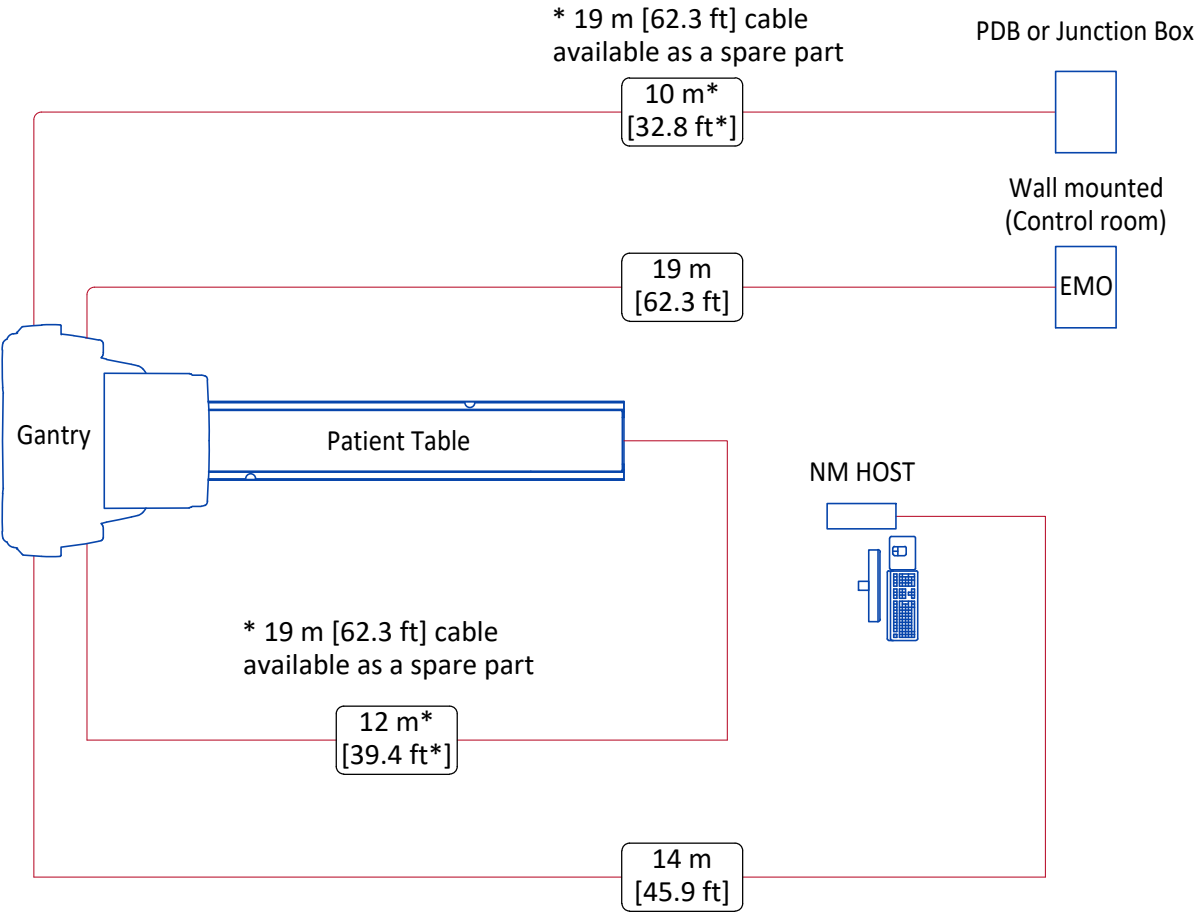 * 19 m [62.3 ft] cable
available as a spare part
PDB or Junction Box
10 m*
[32.8 ft*]
Wall mounted
(Control room)
19 m
[62.3 ft]
EMO
Gantry
Patient Table
NM HOST
* 19 m [62.3 ft] cable
available as a spare part
12 m*
[39.4 ft*]
14 m
[45.9 ft]